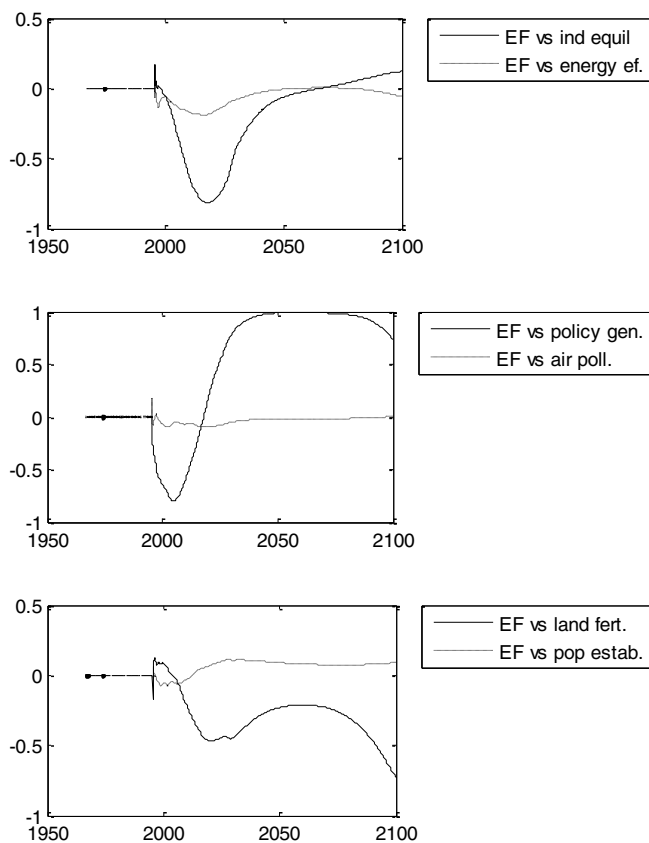 0.5
0
-0.5
-1
1950 2000 2050 2100
EF vs ind equil
EF vs energy ef.
1
0.5
0
-0.5
-1
1950 2000 2050 2100
EF vs policy gen.
EF vs air poll.
0.5
0
-0.5
-1
1950 2000 2050 2100
EF vs land fert.
EF vs pop estab.